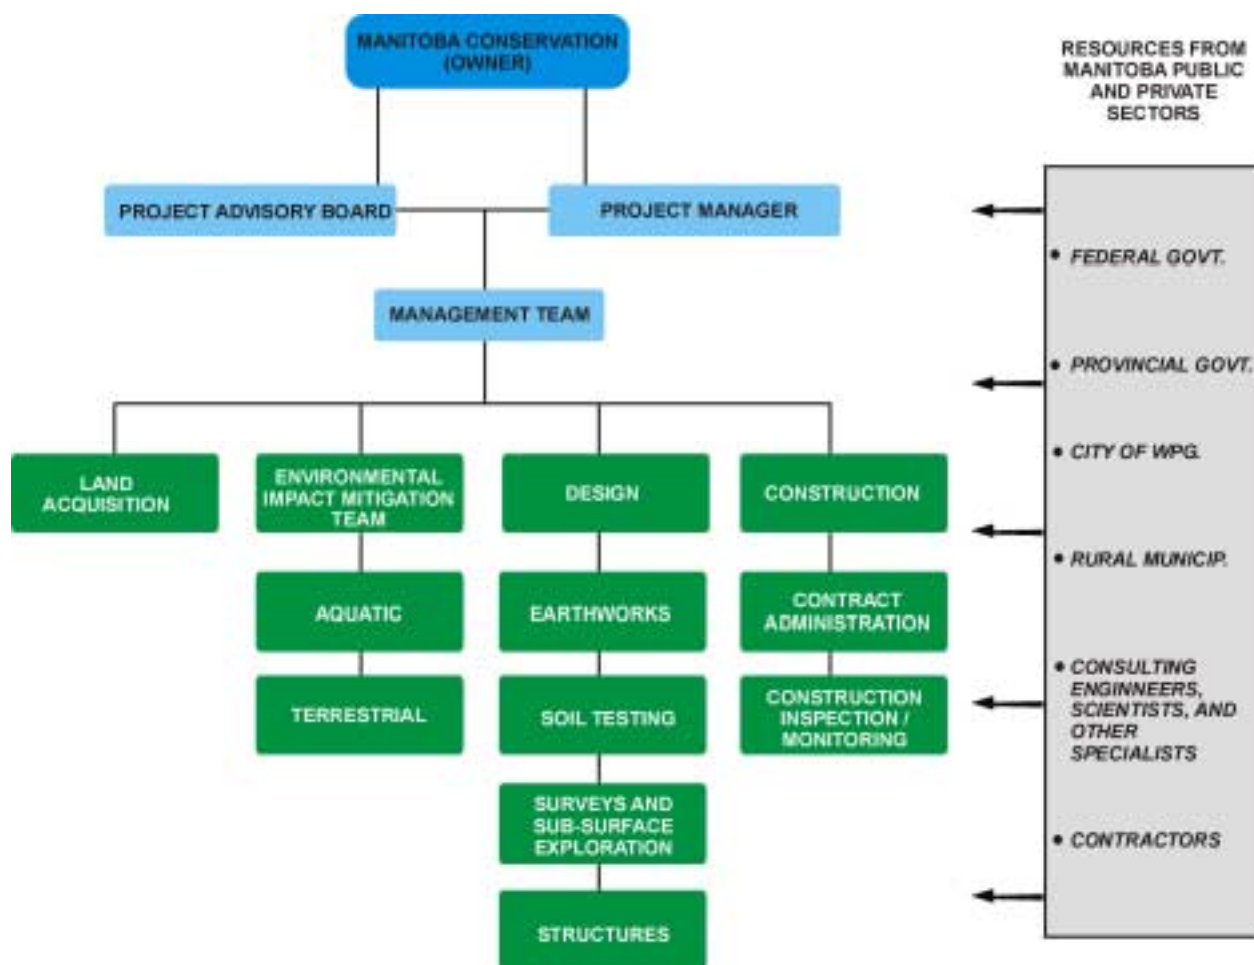 MANITOBA CONSERVATION
(OWNER)
PROJECT ADVISORY BOARD
PROJECT MANAGER
MANAGEMENT TEAM
LAND
ACQUISITION
ENVIRONMENTAL
IMPACT MITIGATION
TEAM
AQUATIC
TERRESTRIAL
DESIGN
EARTHWORKS
SOIL TESTING
SURVEYS AND
SUB-SURFACE
EXPLORATION
STRUCTURES
CONSTRUCTION
CONTRACT
ADMINISTRATION
CONSTRUCTION
INSPECTION /
MONITORING
RESOURCES FROM
MANITOBA PUBLIC
AND PRIVATE
SECTORS
• FEDERAL GOVT.
• PROVINCIAL GOVT.
• CITY OF WPG.
• RURAL MUNICIP.
• CONSULTING
ENGINNEERS,
SCIENTISTS, AND
OTHER
SPECIALISTS
• CONTRACTORS